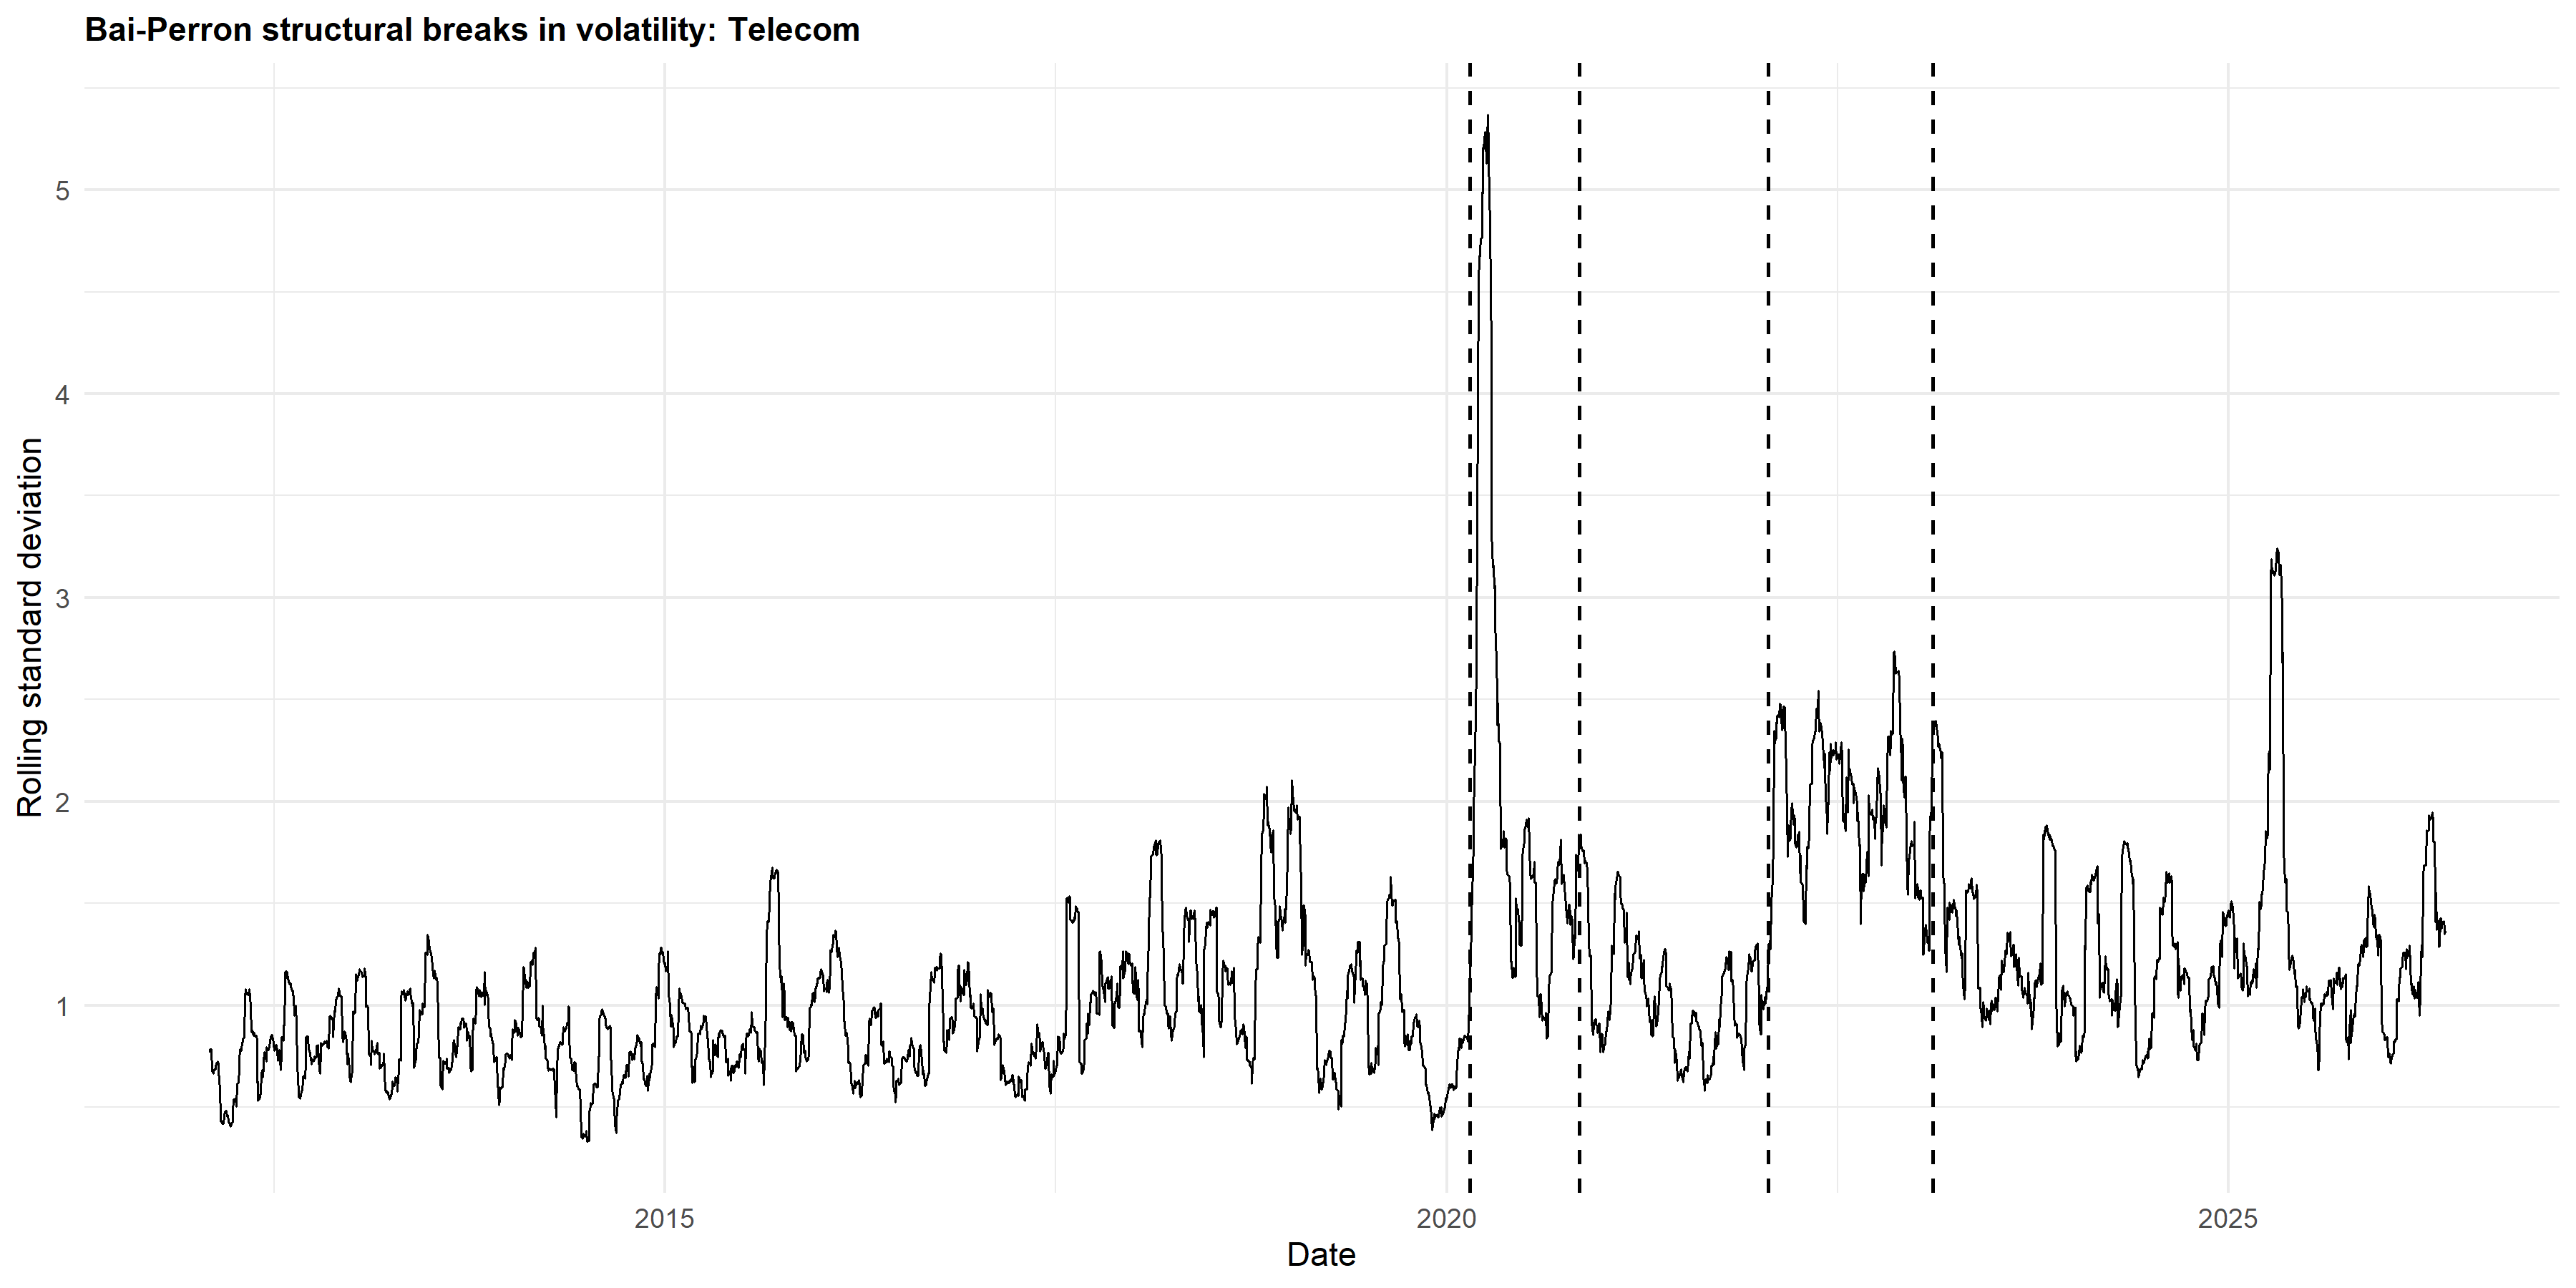 Bai-Perron structural breaks in volatility: Telecom
Rolling standard deviation
5
4
3
2
1
2015 2020 2025
Date